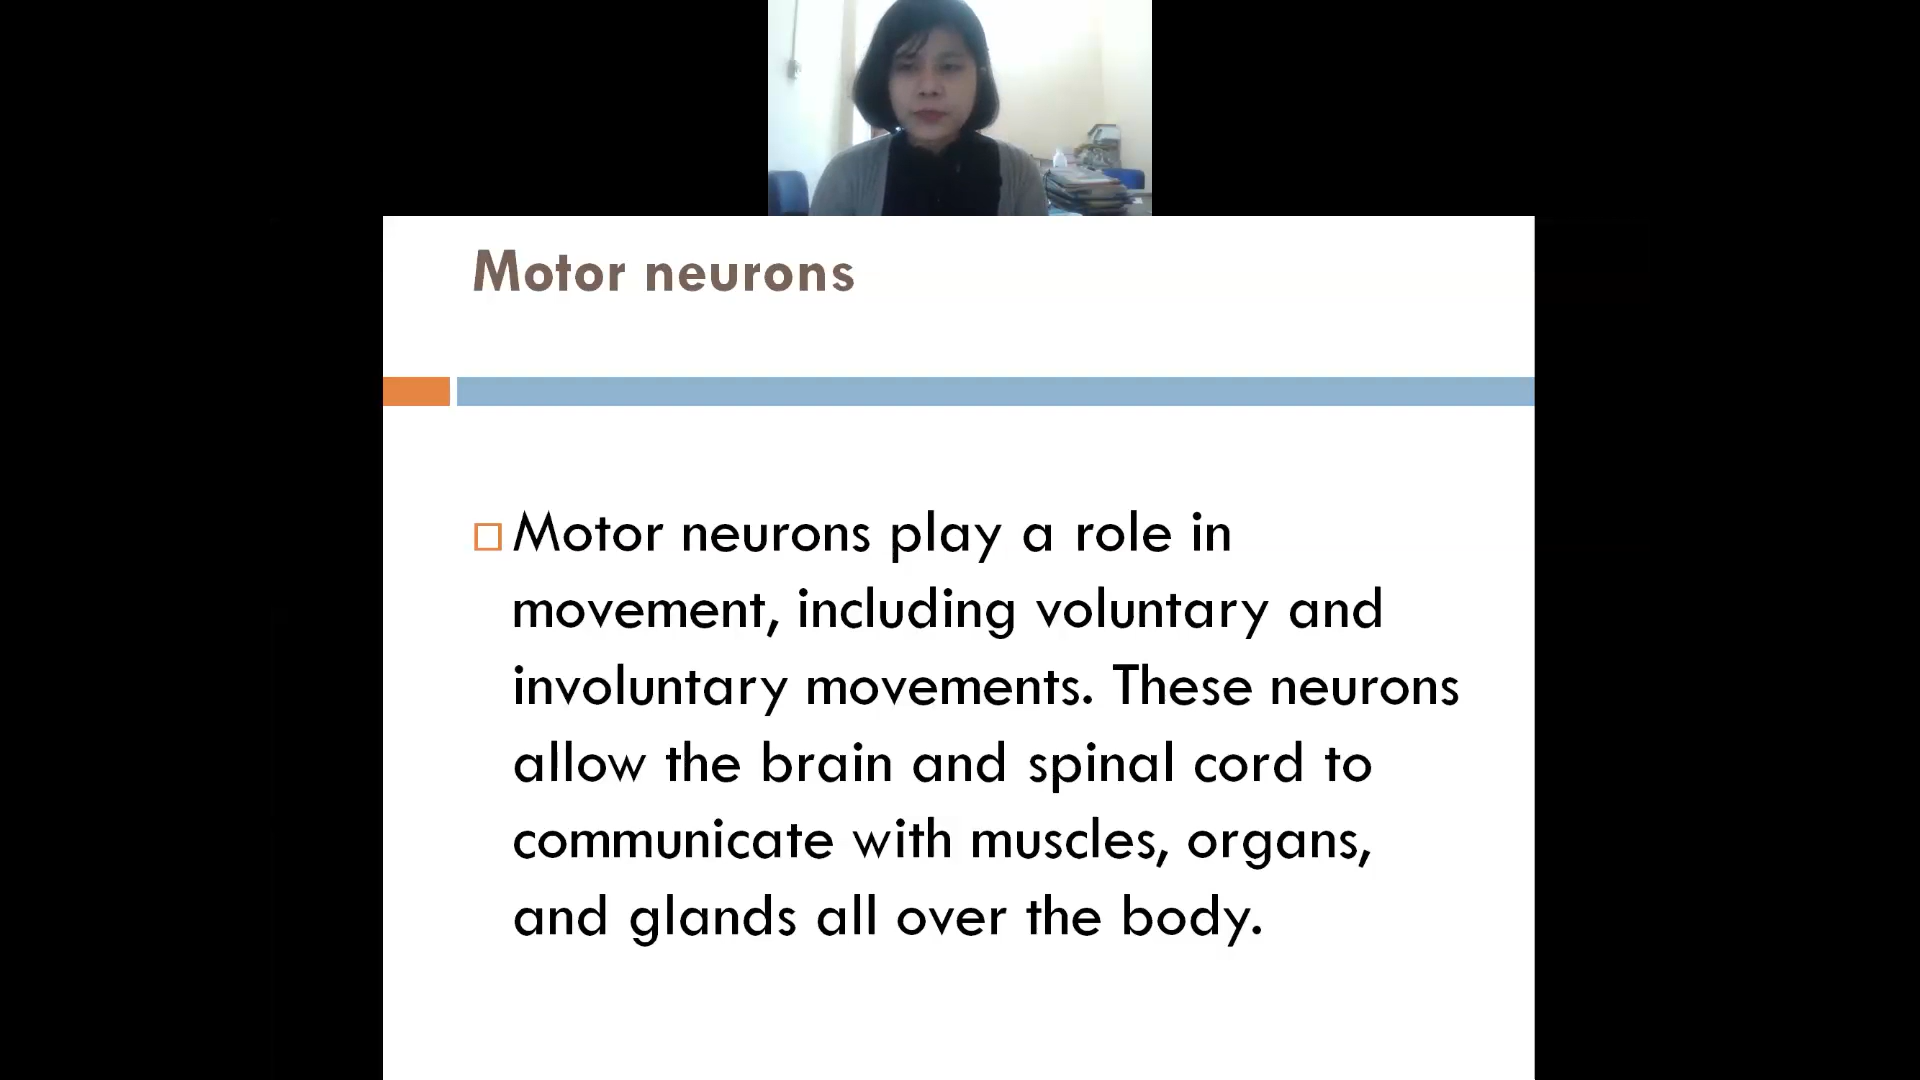 Motor neurons
Motor neurons play a role in
movement, including voluntary and
involuntary movements. These neurons
allow the brain and spinal cord to
communicate with muscles, organs,
and glands all over the body.